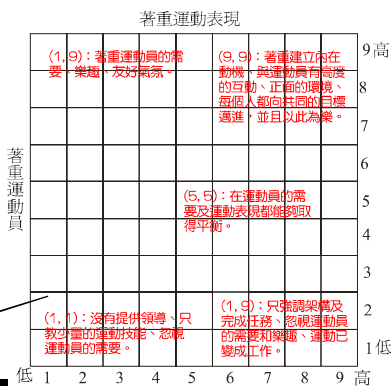 著重運動表現
(1, 9)：著重運動員的需
要、樂趣、友好氣氛。
(9, 9)：著重建立內在
動機、與運動員有高度
的互動、正面的環境、
每個人都向共同的目標
邁進，並且以此為樂。
9高
8
7
6
5
4
3
2
1低
著重運動員
(5, 5)：在運動員的需
要及運動表現都能夠取
得平衡。
(1, 1)：沒有提供領導、只
教少量的運動技能、忽視
運動員的需要。
(1, 9)：只強調架構及
完成任務、忽視運動員
的需要和樂趣、運動已
變成工作。
低 1 2 3 4 5 6 7 8 9 高